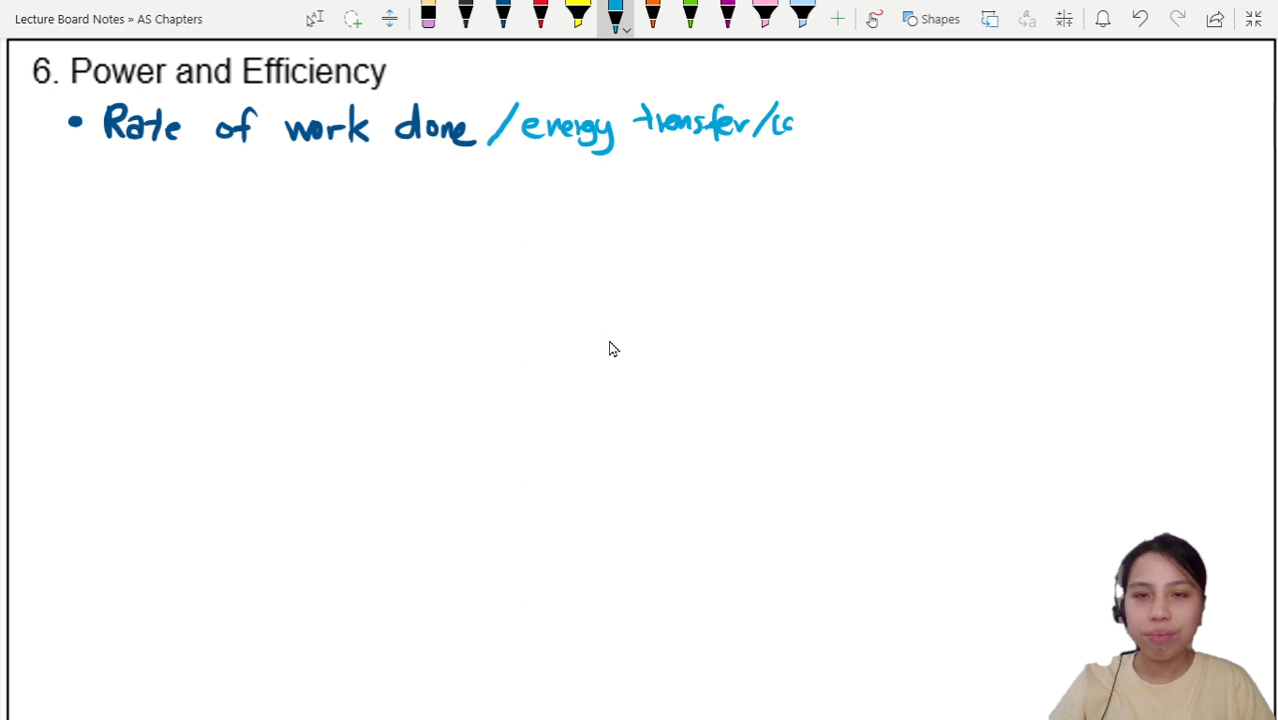 Lecture Board Notes » AS Chapters
Shapes
6. Power and Efficiency
• Rate of work done / energy transfer /